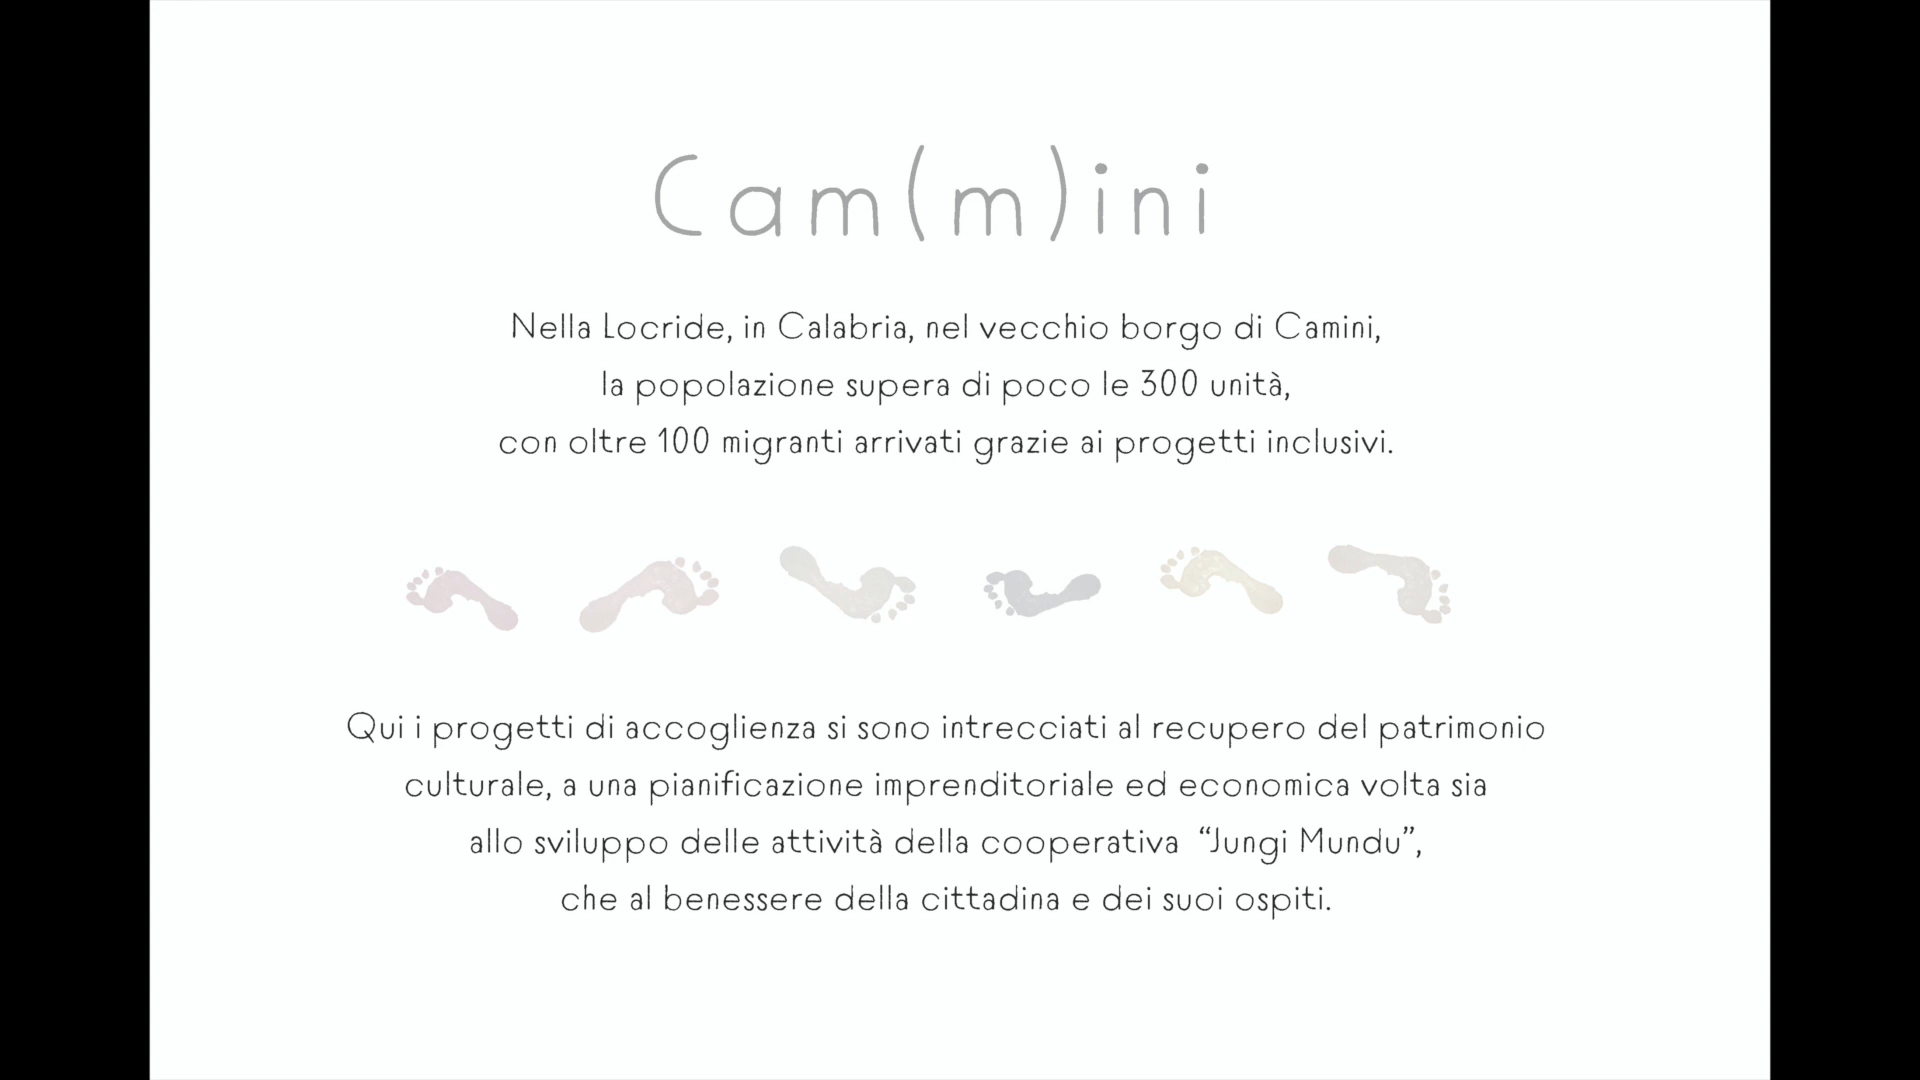 Cam(m)ini
Nella Locride, in Calabria, nel vecchio borgo di Camini,
la popolazione supera di poco le 300 unità,
con oltre 100 migranti arrivati grazie ai progetti inclusivi.
Qui i progetti di accoglienza si sono intrecciati al recupero del patrimonio
culturale, a una pianificazione imprenditoriale ed economica volta sia
allo sviluppo delle attività della cooperativa “Jungi Mundu”,
che al benessere della cittadina e dei suoi ospiti.